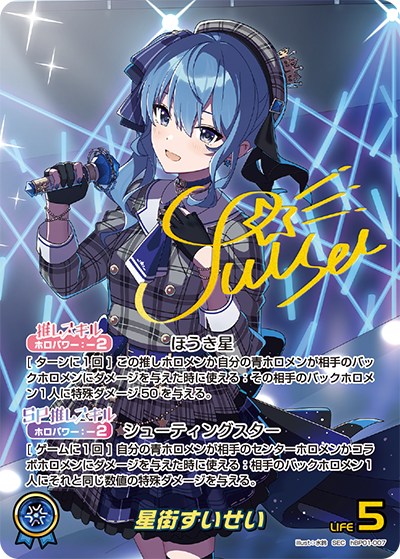 Suisei
推しスキル
ホロパワー：－2
ほうき星
[ターンに1回] この推しホロメンか自分の青ホロメンが相手のバッ
クホロメンにダメージを与えた時に使える：その相手のバックホロメ
ン1人に特殊ダメージ50を与える。
SP推しスキル
ホロパワー：－2
シューティングスター
[ゲームに1回] 自分の青ホロメンが相手のセンターホロメンかコラ
ボホロメンにダメージを与えた時に使える：相手のバックホロメン1
人にそれと同じ数値の特殊ダメージを与える。
星街すいせい
LIFE 5
illust：水鈴 SEC hBP01-007